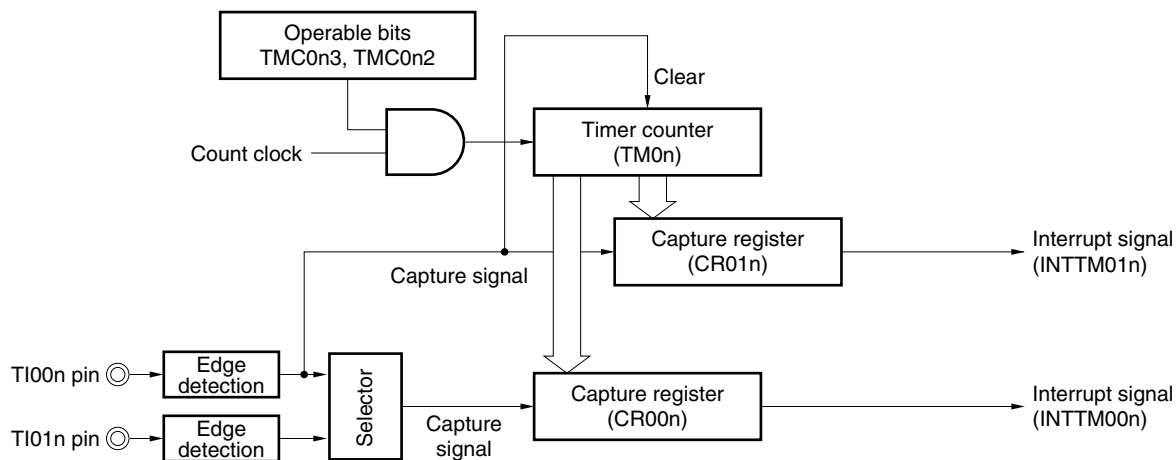 Operable bits
TMC0n3, TMC0n2
Clear
Timer counter
(TM0n)
Count clock
Capture register
(CR01n)
Interrupt signal
(INTTM01n)
Capture signal
TI00n pin
Edge
detection
Selector
Capture register
(CR00n)
Interrupt signal
(INTTM00n)
TI01n pin
Edge
detection
Capture
signal